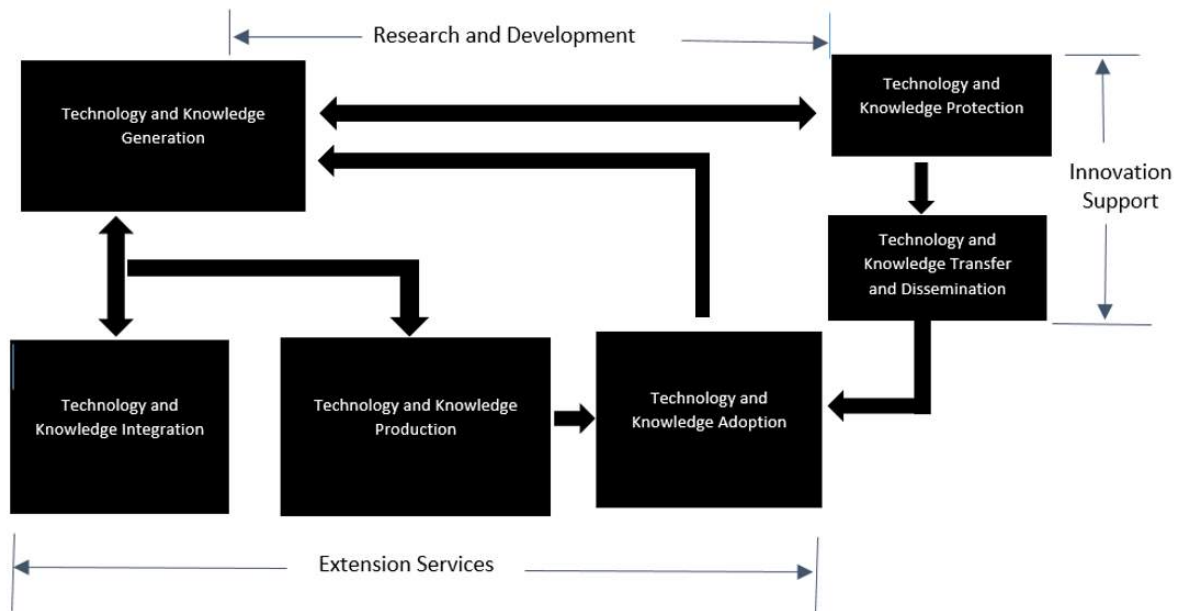 Research and Development
Technology and Knowledge
Generation
Technology and
Knowledge Protection
Innovation
Support
Technology and
Knowledge Transfer
and Dissemination
Technology and
Knowledge Integration
Technology and Knowledge
Production
Technology and
Knowledge Adoption
Extension Services